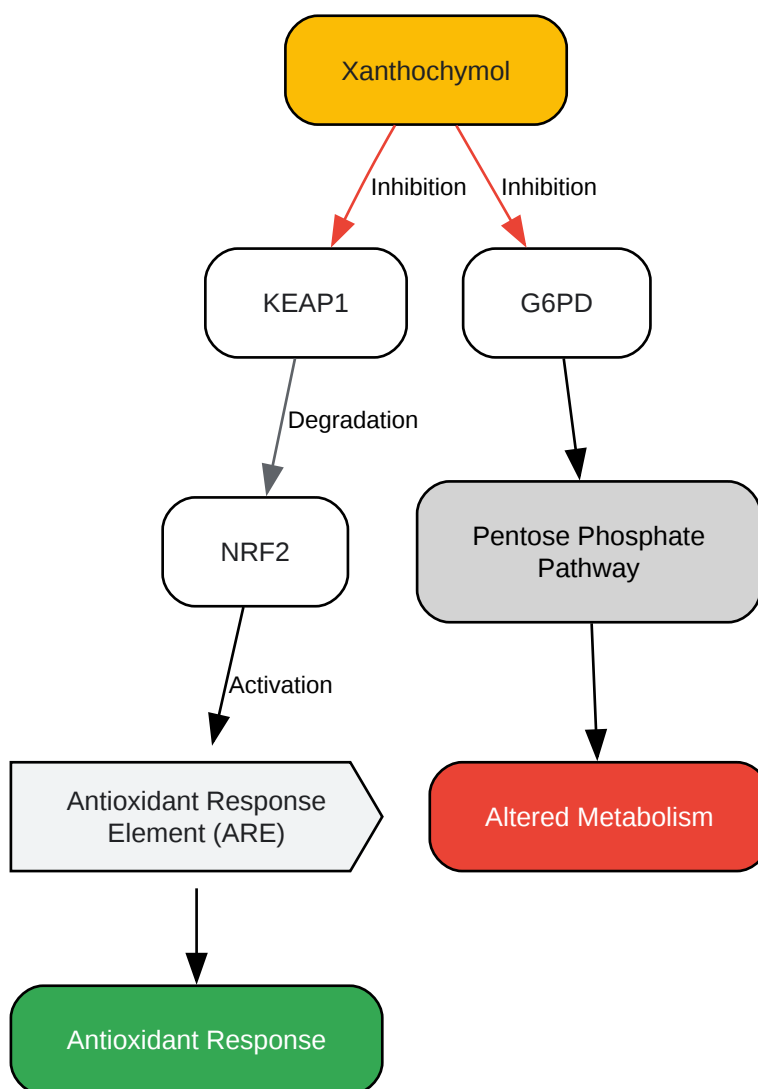 Xanthochymol
Inhibition
Inhibition
KEAP1
G6PD
Degradation
NRF2
Pentose Phosphate
Pathway
Activation
Antioxidant Response
Element (ARE)
Altered Metabolism
Antioxidant Response